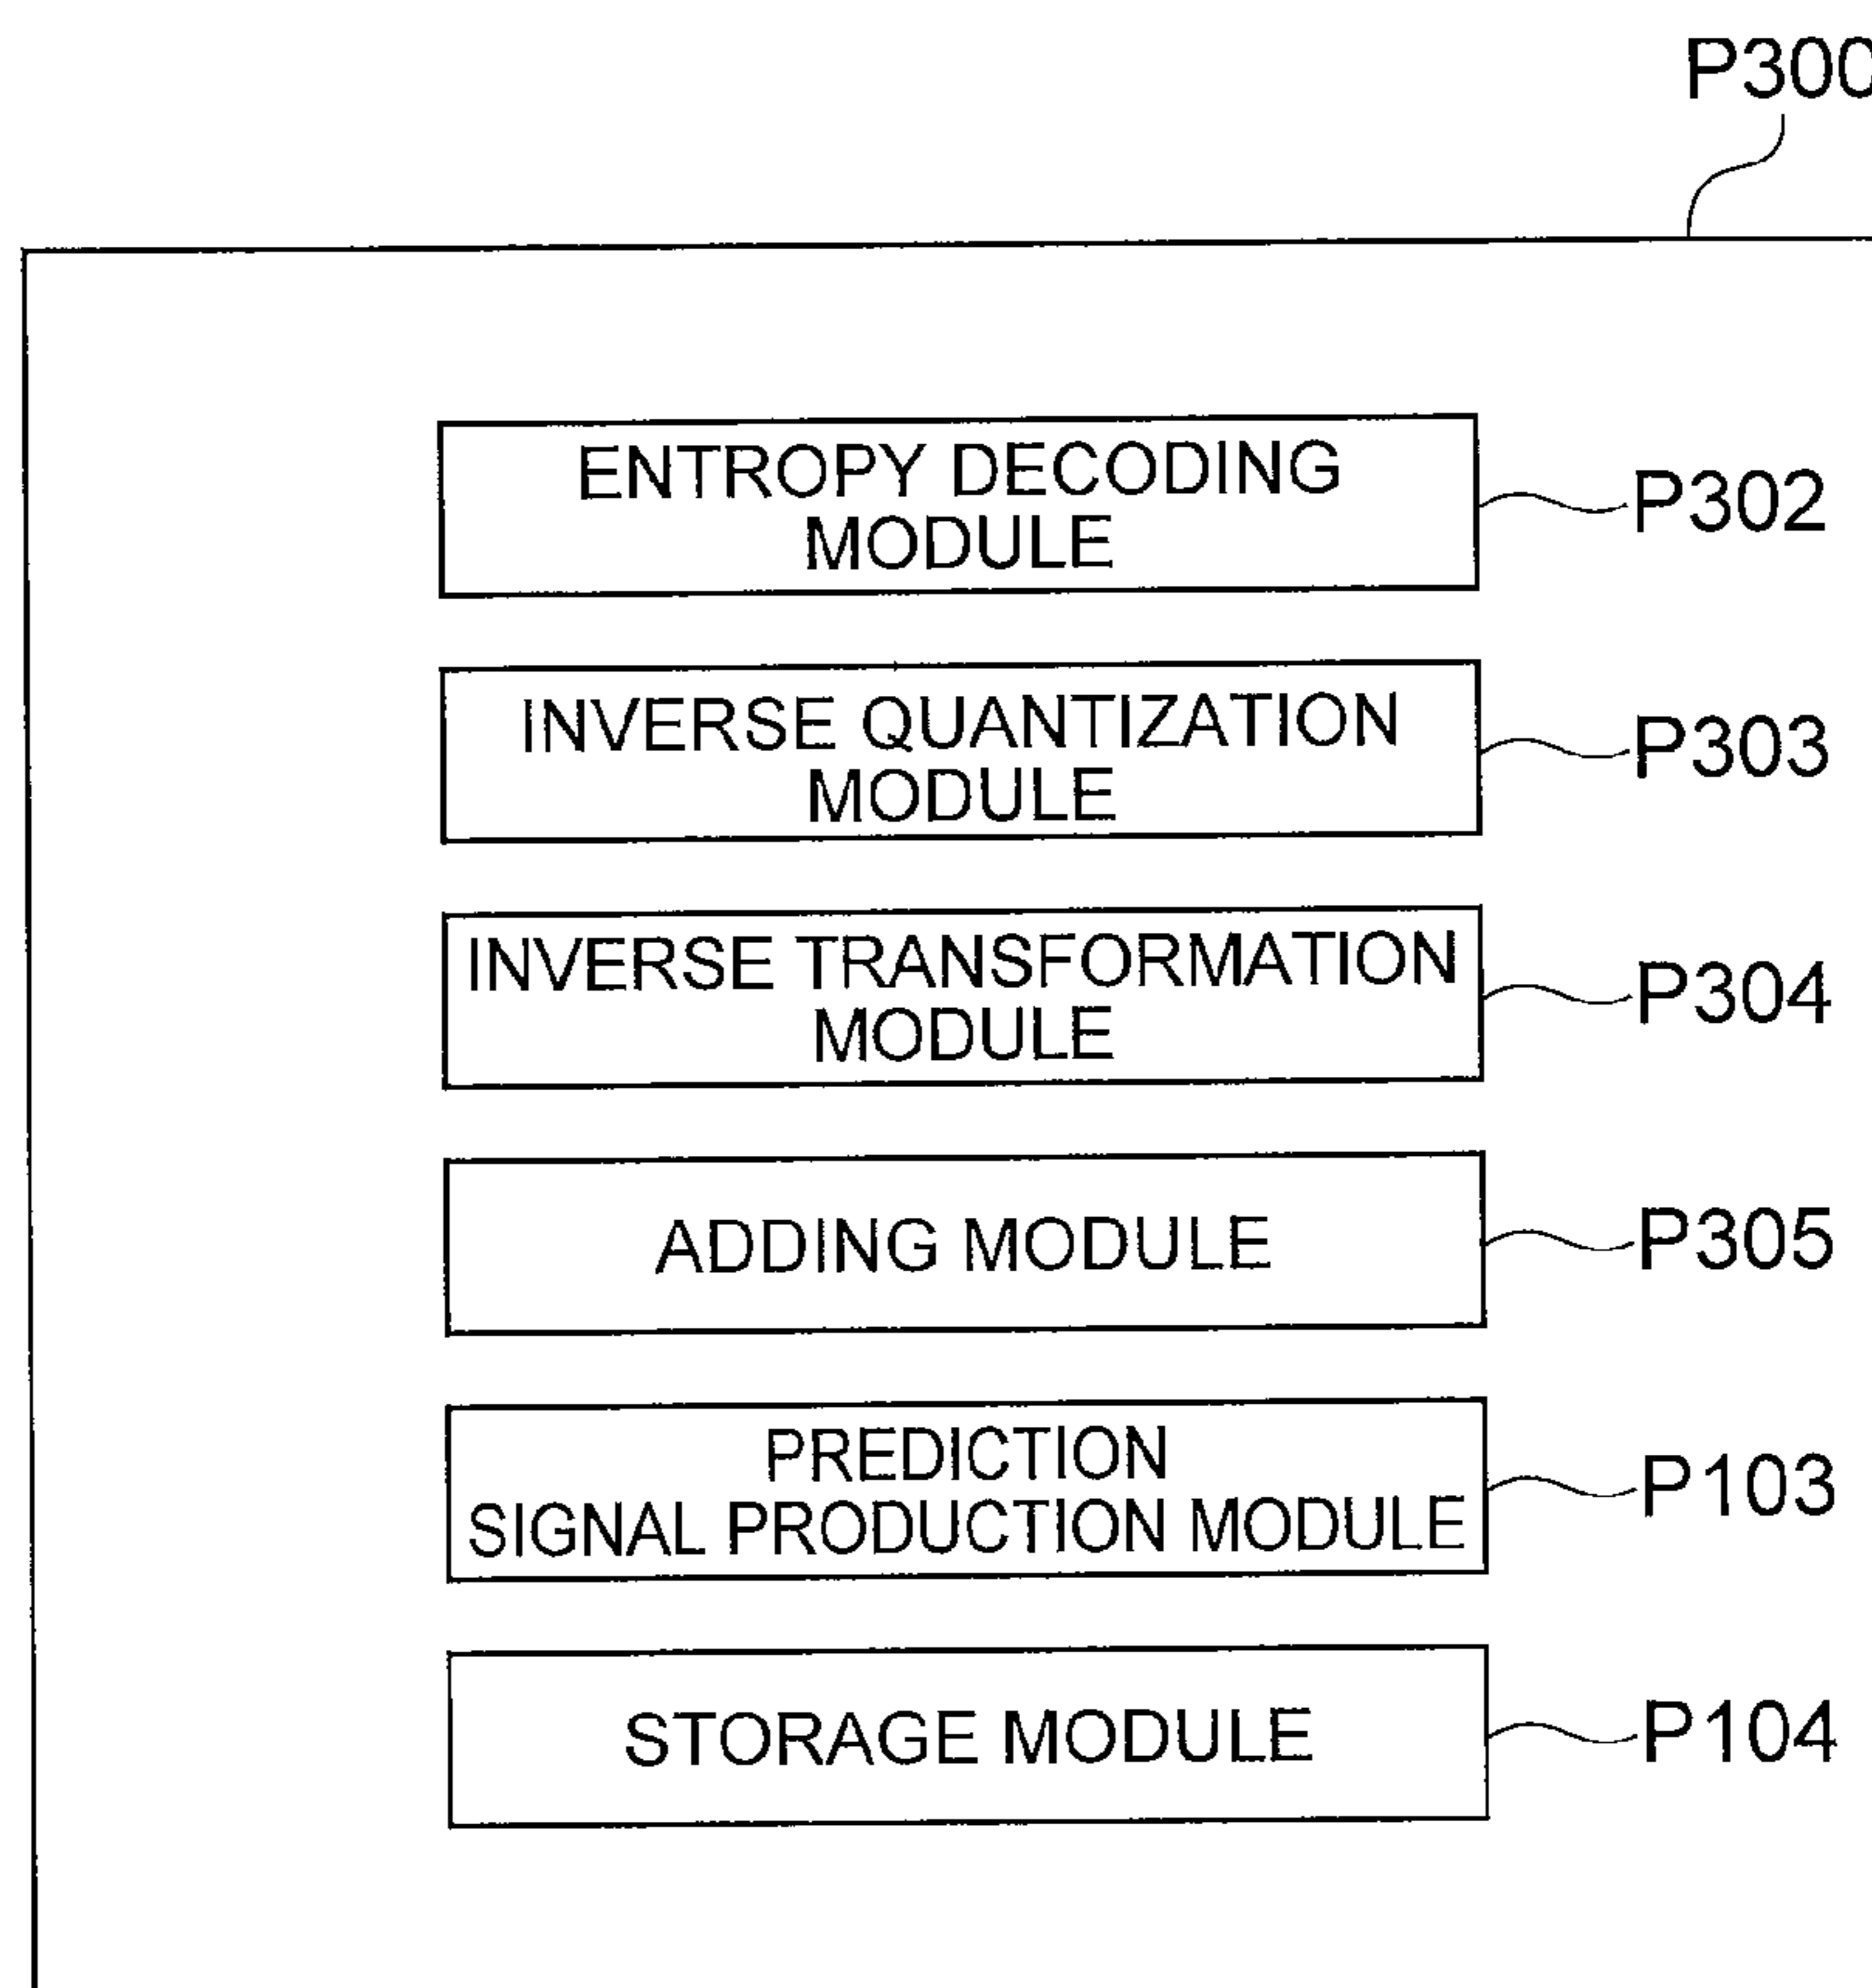 P300
ENTROPY DECODING
MODULE
P302
INVERSE QUANTIZATION
MODULE
P303
INVERSE TRANSFORMATION
MODULE
P304
ADDING MODULE
P305
PREDICTION
SIGNAL PRODUCTION MODULE
P103
STORAGE MODULE
P104